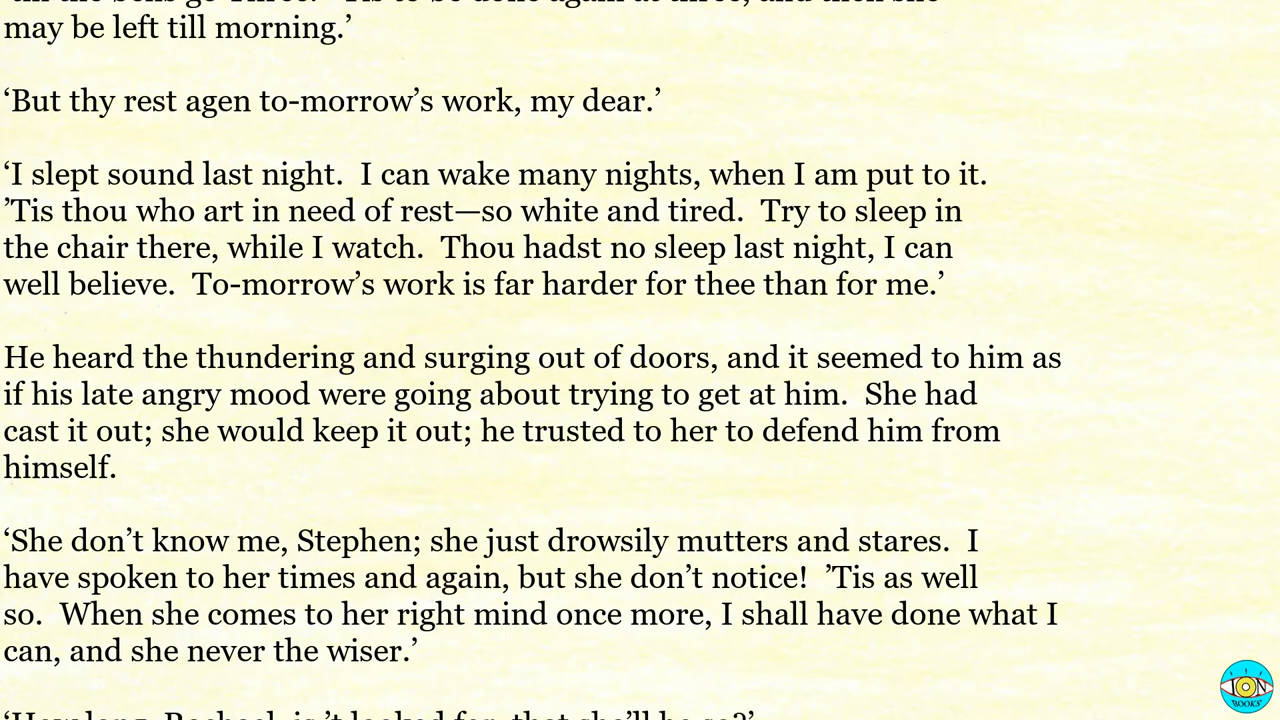 may be left till morning.’
‘But thy rest agen to-morrow’s work, my dear.’
‘I slept sound last night.  I can wake many nights, when I am put to it.
’Tis thou who art in need of rest—so white and tired.  Try to sleep in
the chair there, while I watch.  Thou hadst no sleep last night, I can
well believe.  To-morrow’s work is far harder for thee than for me.’
He heard the thundering and surging out of doors, and it seemed to him as
if his late angry mood were going about trying to get at him.  She had
cast it out; she would keep it out; he trusted to her to defend him from
himself.
‘She don’t know me, Stephen; she just drowsily mutters and stares.  I
have spoken to her times and again, but she don’t notice!  ’Tis as well
so.  When she comes to her right mind once more, I shall have done what I
can, and she never the wiser.’
ION
BOOKS